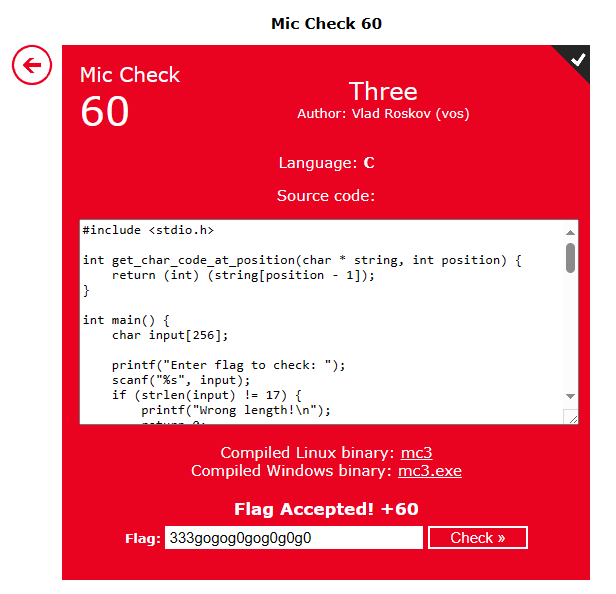 Mic Check 60
Mic Check
60
Three
Author: Vlad Roskov (vos)
Language: C
Source code:
#include <stdio.h>
int get_char_code_at_position(char * string, int position) {
    return (int) (string[position - 1]);
}
int main() {
    char input[256];
    printf("Enter flag to check: ");
    scanf("%s", input);
    if (strlen(input) != 17) {
        printf("Wrong length!\n");
        return 0;
Compiled Linux binary: mc3
Compiled Windows binary: mc3.exe
Flag Accepted! +60
Flag: 333gogog0gog0g0g0 Check »